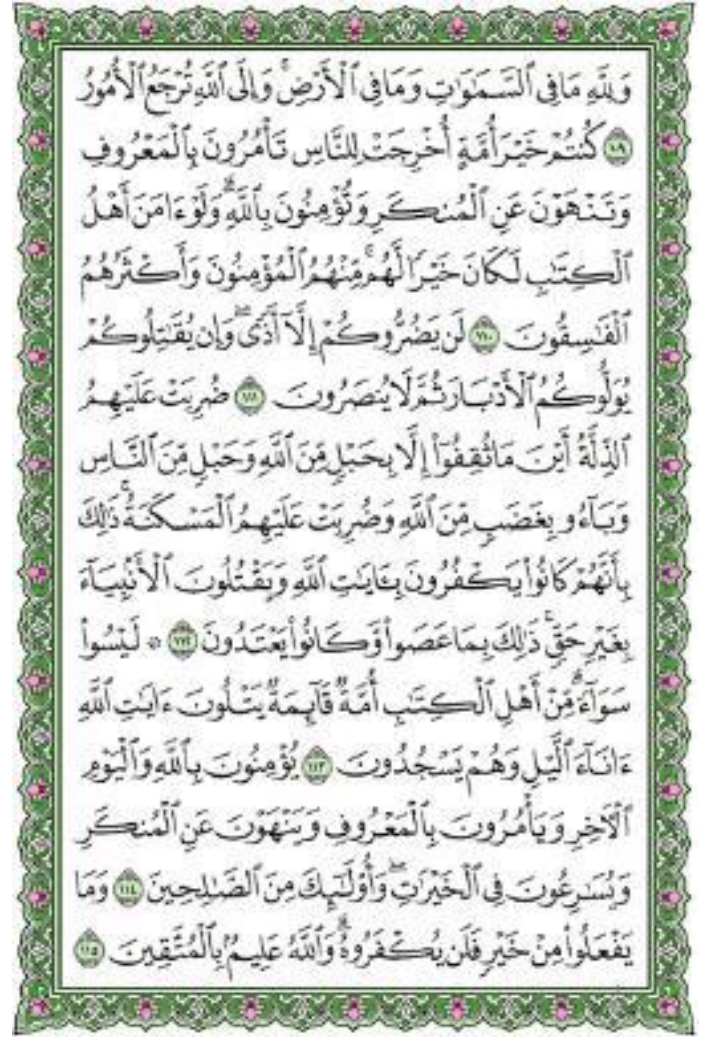 وَلِلَّهِ مَا فِي ٱلسَّمَٰوَٰتِ وَمَا فِي ٱلْأَرْضِۚ وَإِلَى ٱللَّهِ تُرْجَعُ ٱلْأُمُورُ
١٠٩ كُنتُمْ خَيْرَ أُمَّةٍ أُخْرِجَتْ لِلنَّاسِ تَأْمُرُونَ بِٱلْمَعْرُوفِ
وَتَنْهَوْنَ عَنِ ٱلْمُنكَرِ وَتُؤْمِنُونَ بِٱللَّهِۗ وَلَوْ ءَامَنَ أَهْلُ
ٱلْكِتَٰبِ لَكَانَ خَيْرًا لَّهُمۚ مِّنْهُمُ ٱلْمُؤْمِنُونَ وَأَكْثَرُهُمُ
ٱلْفَٰسِقُونَ ١١٠ لَن يَضُرُّوكُمْ إِلَّآ أَذًىۖ وَإِن يُقَٰتِلُوكُمْ
يُوَلُّوكُمُ ٱلْأَدْبَارَ ثُمَّ لَا يُنصَرُونَ ١١١ ضُرِبَتْ عَلَيْهِمُ
ٱلذِّلَّةُ أَيْنَ مَا ثُقِفُوٓا۟ إِلَّا بِحَبْلٍ مِّنَ ٱللَّهِ وَحَبْلٍ مِّنَ ٱلنَّاسِ
وَبَآءُو بِغَضَبٍ مِّنَ ٱللَّهِ وَضُرِبَتْ عَلَيْهِمُ ٱلْمَسْكَنَةُۚ ذَٰلِكَ
بِأَنَّهُمْ كَانُوا۟ يَكْفُرُونَ بِـَٔايَٰتِ ٱللَّهِ وَيَقْتُلُونَ ٱلْأَنۢبِيَآءَ
بِغَيْرِ حَقٍّۚ ذَٰلِكَ بِمَا عَصَوا۟ وَّكَانُوا۟ يَعْتَدُونَ ١١٢ ۞ لَيْسُوا۟
سَوَآءًۗ مِّنْ أَهْلِ ٱلْكِتَٰبِ أُمَّةٌ قَآئِمَةٌ يَتْلُونَ ءَايَٰتِ ٱللَّهِ
ءَانَآءَ ٱلَّيْلِ وَهُمْ يَسْجُدُونَ ١١٣ يُؤْمِنُونَ بِٱللَّهِ وَٱلْيَوْمِ
ٱلْءَاخِرِ وَيَأْمُرُونَ بِٱلْمَعْرُوفِ وَيَنْهَوْنَ عَنِ ٱلْمُنكَرِ
وَيُسَٰرِعُونَ فِي ٱلْخَيْرَٰتِۖ وَأُو۟لَٰٓئِكَ مِنَ ٱلصَّٰلِحِينَ ١١٤ وَمَا
يَفْعَلُوا۟ مِنْ خَيْرٍ فَلَن يُكْفَرُوهُۗ وَٱللَّهُ عَلِيمٌۢ بِٱلْمُتَّقِينَ ١١٥